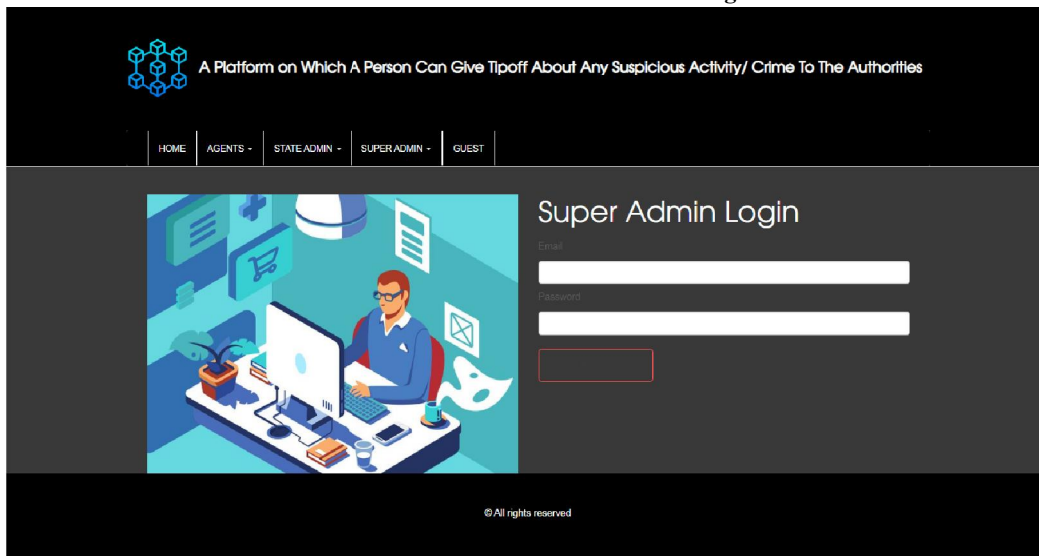 A Platform on Which A Person Can Give Tipoff About Any Suspicious Activity/ Crime To The Authorities
HOME AGENTS STATE ADMIN SUPER ADMIN GUEST
Super Admin Login
Email
Password
© All rights reserved